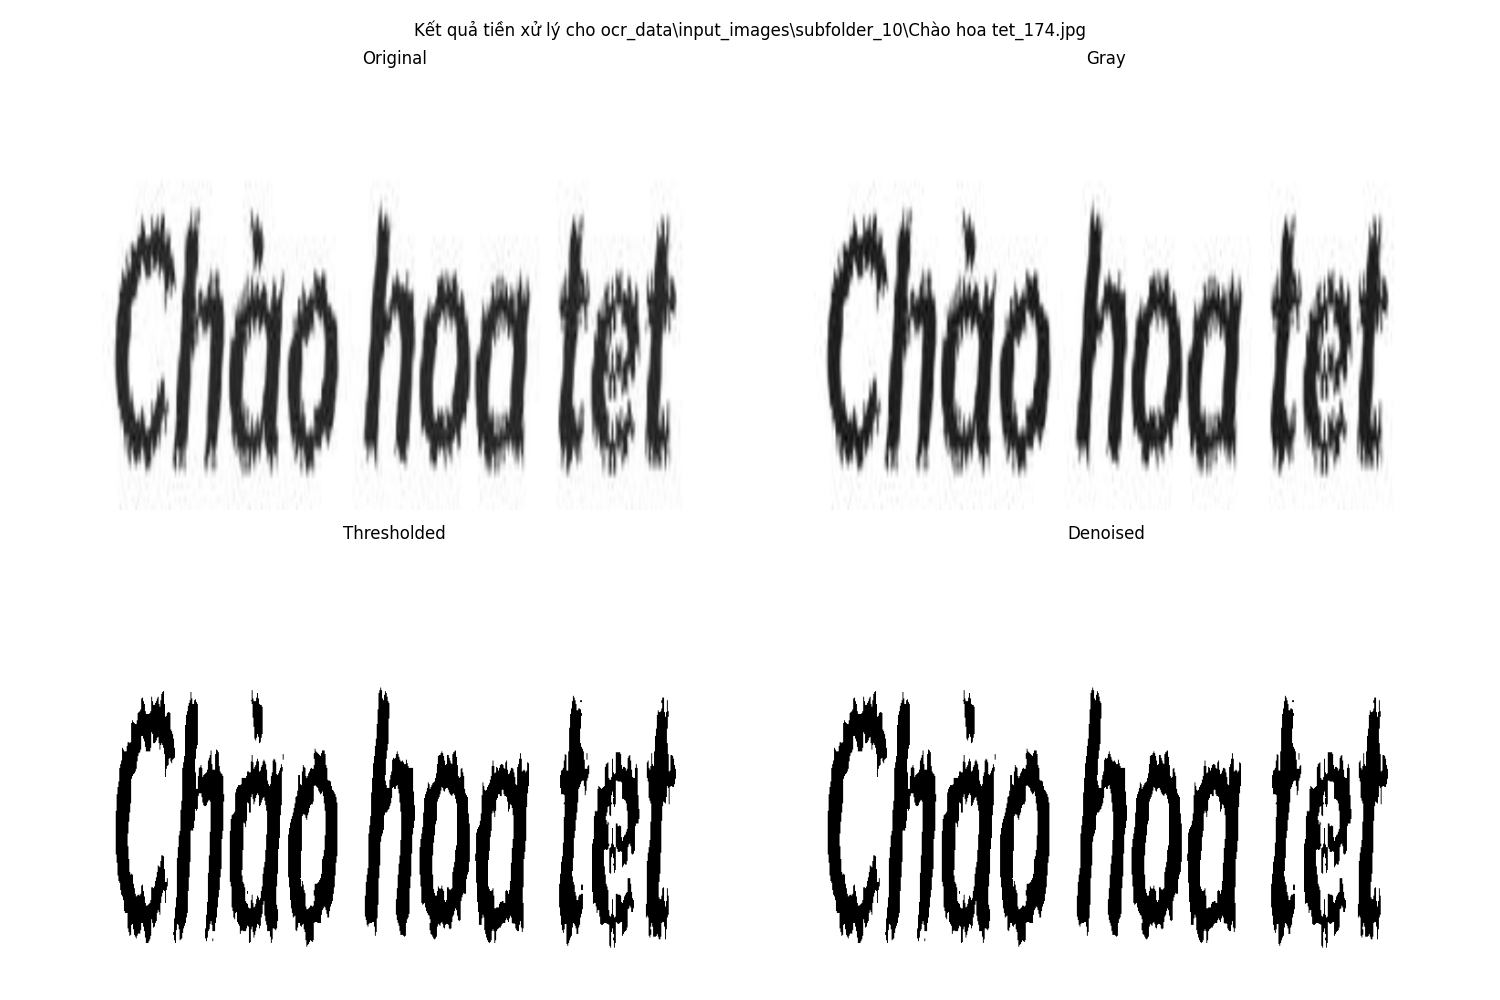 Kết quả tiền xử lý cho ocr_data\input_images\subfolder_10\Chào hoa tet_174.jpg
Original
Gray
Chào hoa tet
Chào hoa tet
Thresholded
Denoised
Chào hoa tet
Chào hoa tet